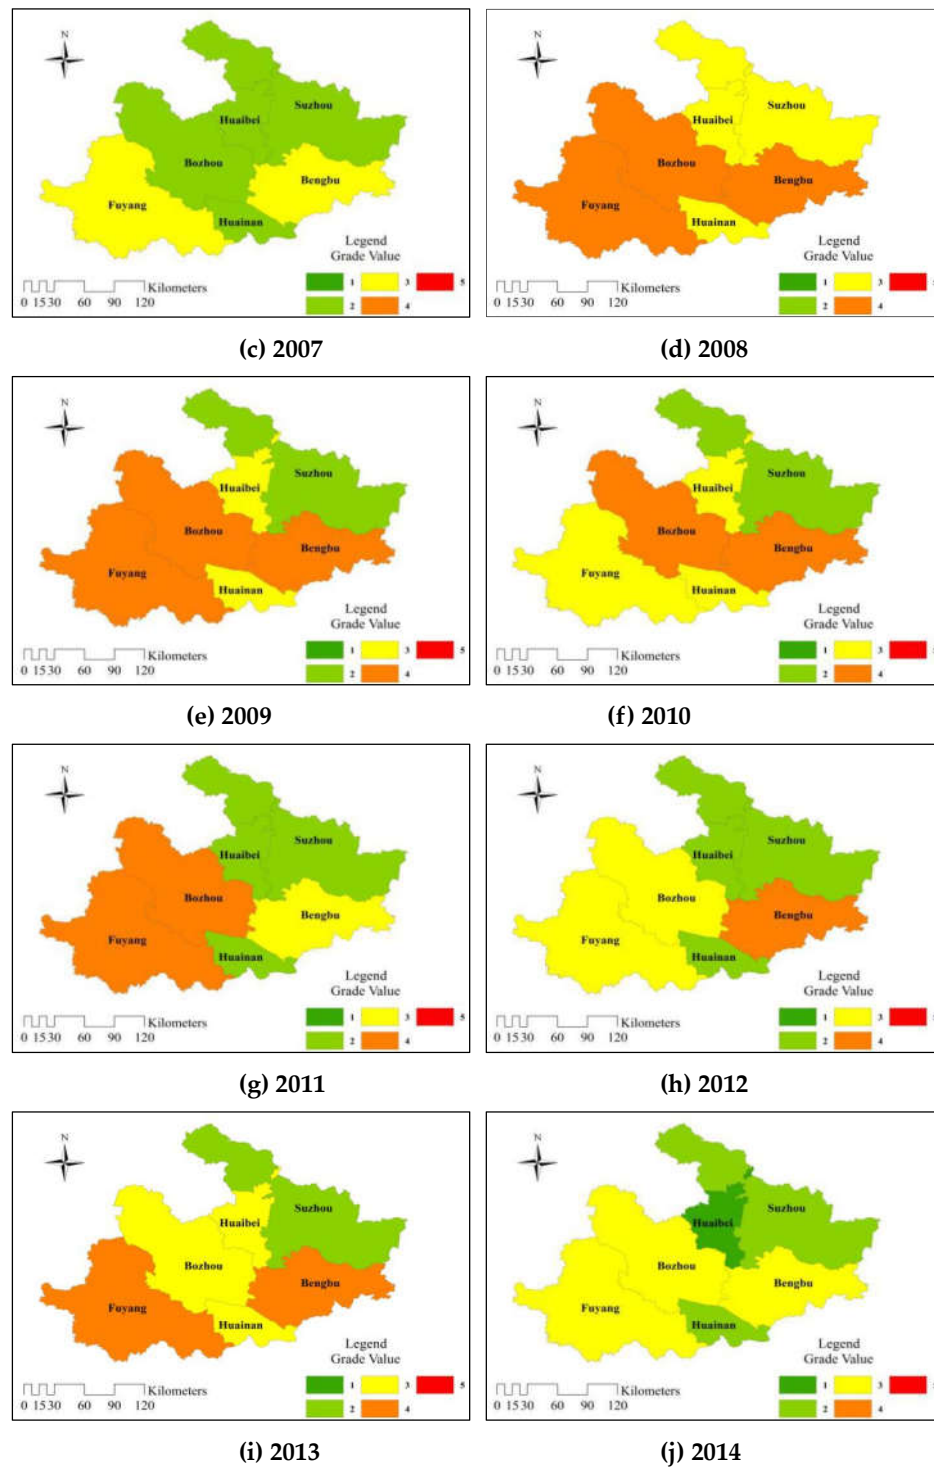 N
Suzhou
Huaibei
Bozhou
Bengbu
Fuyang
Huainan
Legend
Grade Value
1 3 5
2 4
0 15 30 60 90 120 Kilometers
(c) 2007
N
Suzhou
Huaibei
Bozhou
Bengbu
Fuyang
Huainan
Legend
Grade Value
1 3
2 4
0 15 30 60 90 120 Kilometers
(d) 2008
N
Suzhou
Huaibei
Bozhou
Bengbu
Fuyang
Huainan
Legend
Grade Value
1 3 5
2 4
0 15 30 60 90 120 Kilometers
(e) 2009
N
Suzhou
Huaibei
Bozhou
Bengbu
Fuyang
Huainan
Legend
Grade Value
1 3
2 4
0 15 30 60 90 120 Kilometers
(f) 2010
N
Suzhou
Huaibei
Bozhou
Bengbu
Fuyang
Huainan
Legend
Grade Value
1 3 5
2 4
0 15 30 60 90 120 Kilometers
(g) 2011
N
Suzhou
Huaibei
Bozhou
Bengbu
Fuyang
Huainan
Legend
Grade Value
1 3
2 4
0 15 30 60 90 120 Kilometers
(h) 2012
N
Suzhou
Huaibei
Bozhou
Bengbu
Fuyang
Huainan
Legend
Grade Value
1 3 5
2 4
0 15 30 60 90 120 Kilometers
(i) 2013
N
Suzhou
Huaibei
Bozhou
Bengbu
Fuyang
Huainan
Legend
Grade Value
1 3
2 4
0 15 30 60 90 120 Kilometers
(j) 2014